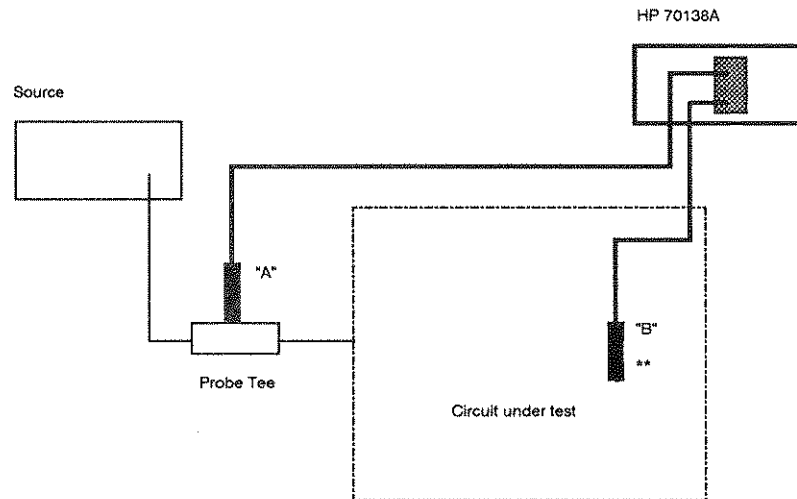 HP 70138A
Source
"A"
"B"
**
Probe Tee
Circuit under test